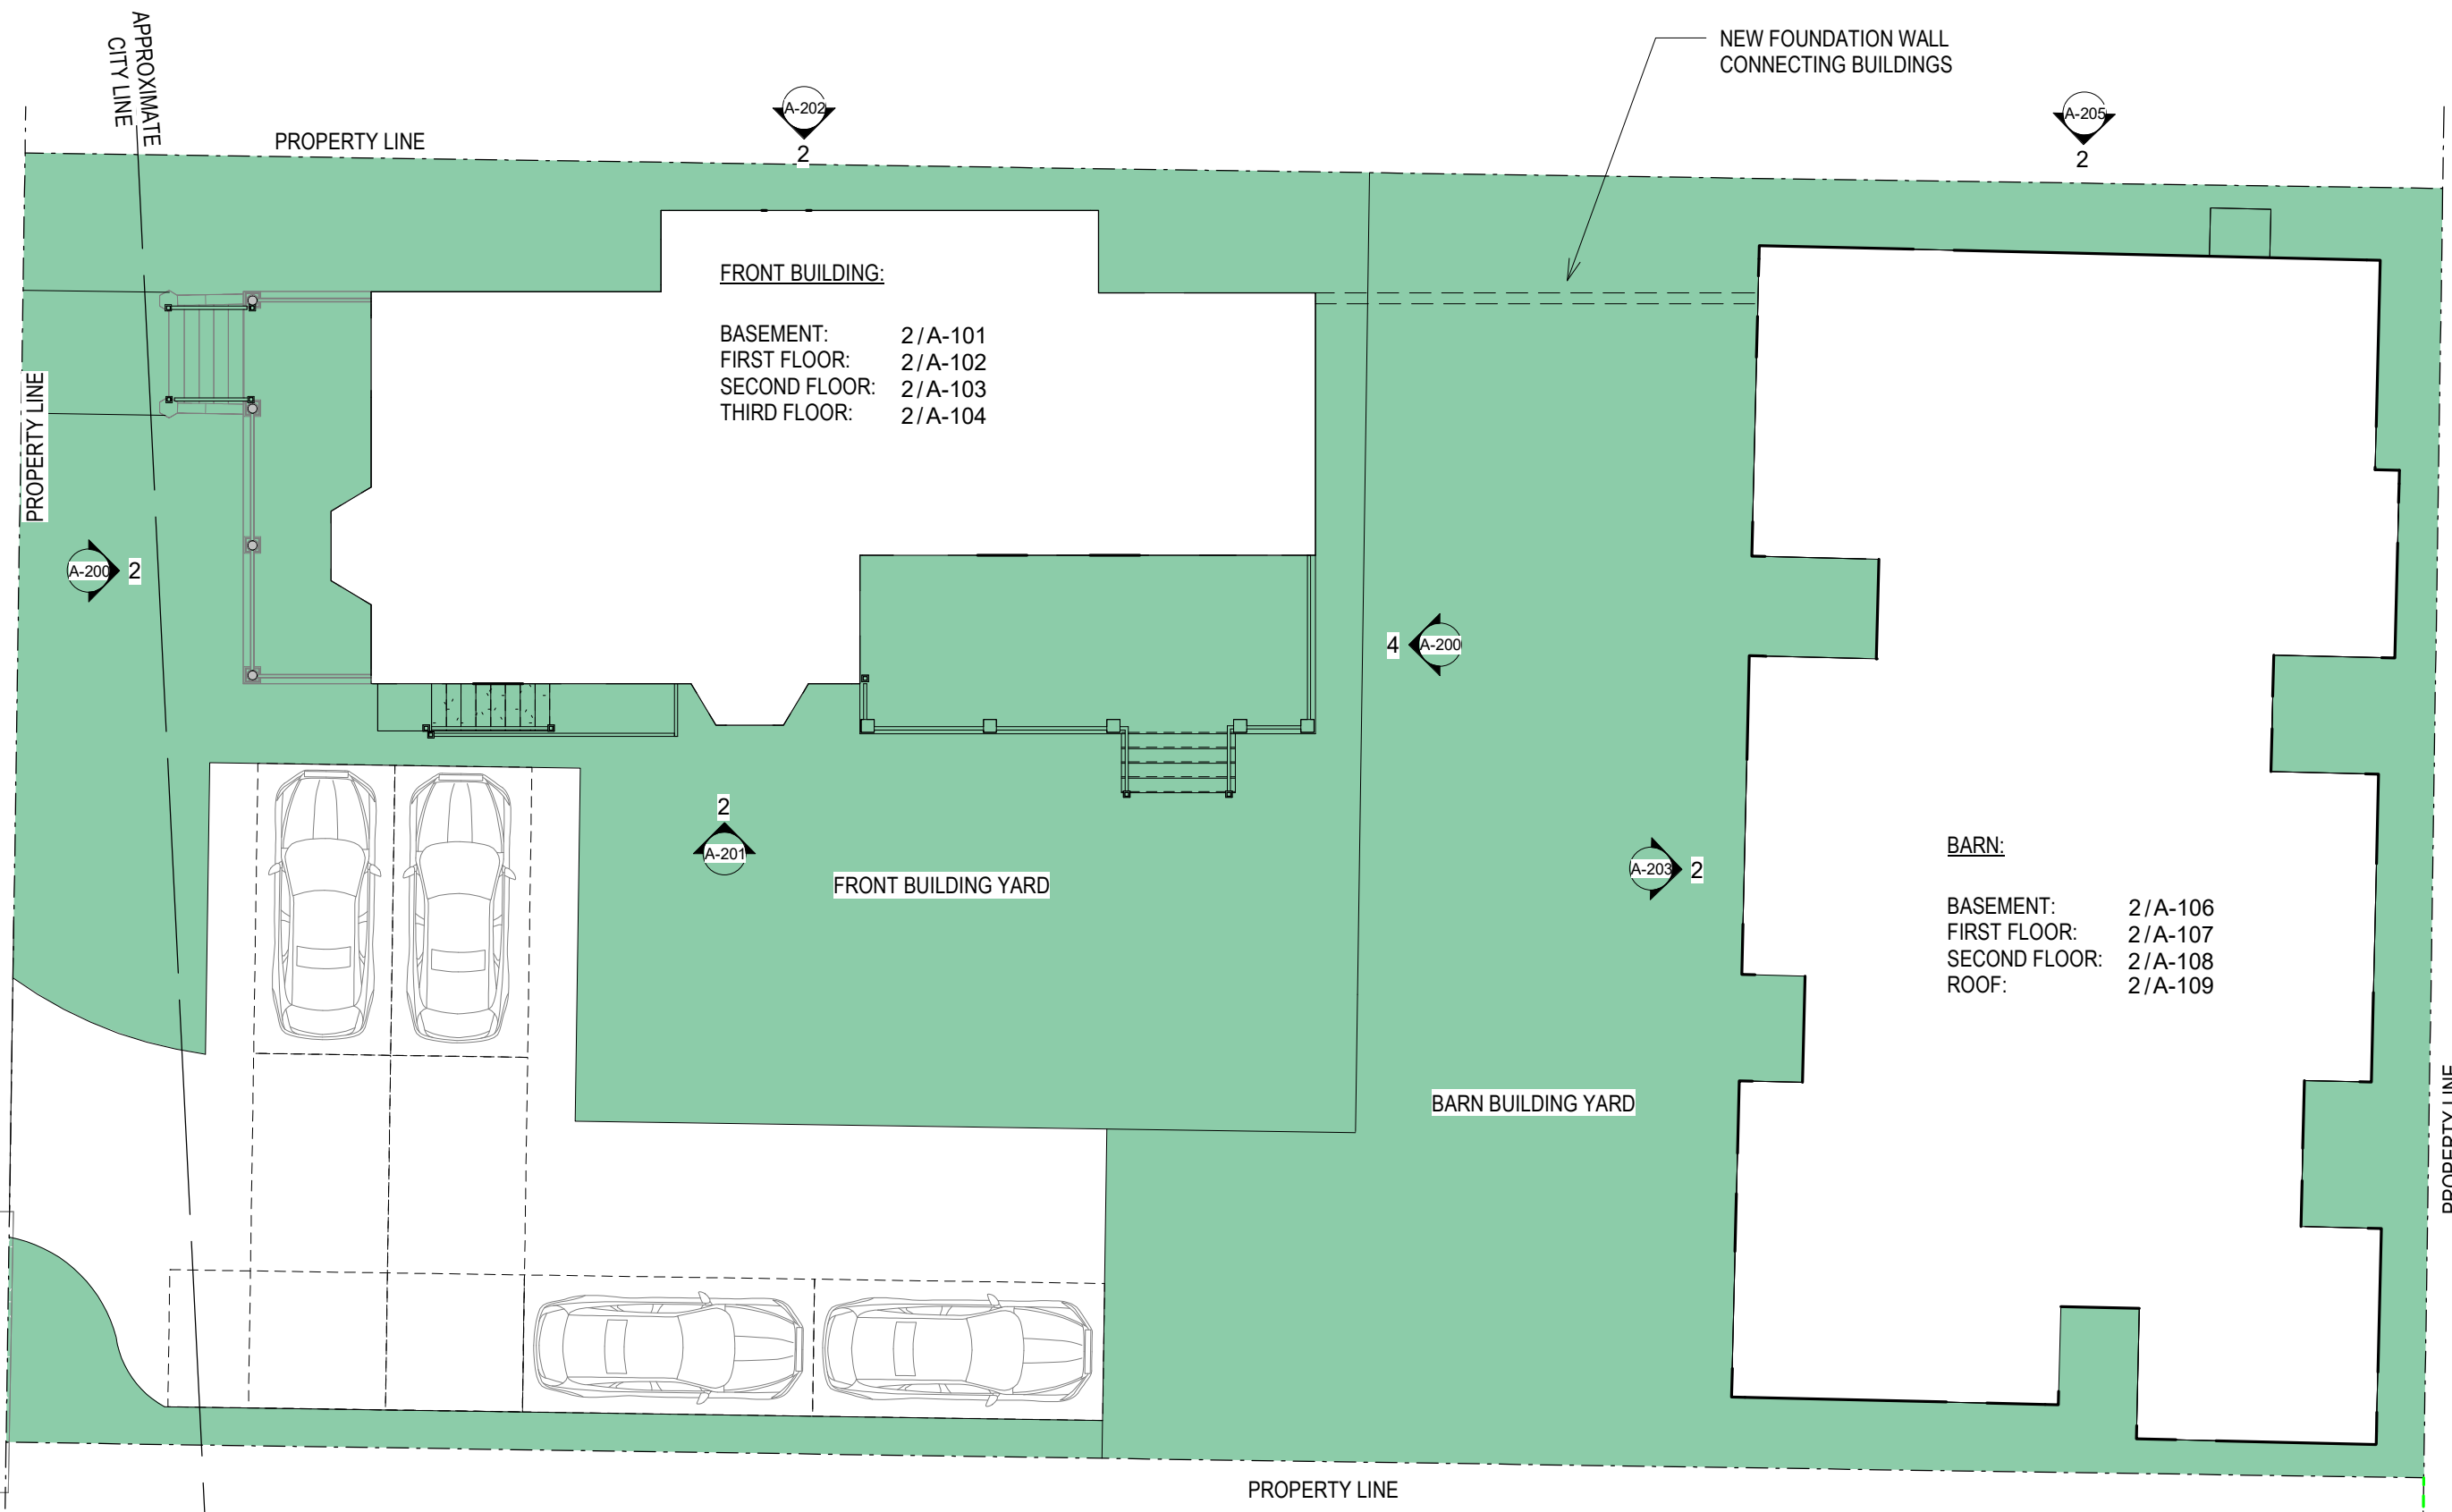 APPROXIMATE
CITY LINE
NEW FOUNDATION WALL
CONNECTING BUILDINGS
A-202
2
A-205
2
PROPERTY LINE
FRONT BUILDING:
BASEMENT: 2/A-101
FIRST FLOOR: 2/A-102
SECOND FLOOR: 2/A-103
THIRD FLOOR: 2/A-104
PROPERTY LINE
A-200 2
4 A-200
2
A-201
FRONT BUILDING YARD
A-203 2
BARN:
BASEMENT: 2/A-106
FIRST FLOOR: 2/A-107
SECOND FLOOR: 2/A-108
ROOF: 2/A-109
BARN BUILDING YARD
PROPERTY LINE
PROPERTY LINE